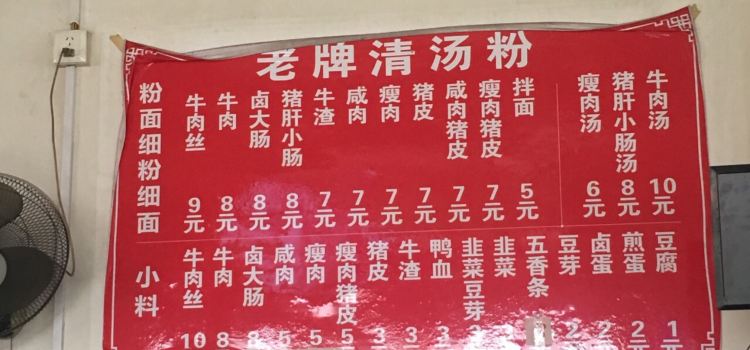 老牌清汤粉
粉面细粉细面
牛肉丝 9元
牛肉 8元
卤大肠 8元
猪肝小肠 8元
牛渣 7元
咸肉 7元
瘦肉 7元
猪皮 7元
咸肉猪皮 7元
瘦肉猪皮 7元
拌面 5元
瘦肉汤 6元
猪肝小肠汤 8元
牛肉汤 10元
小料
牛肉丝 10
牛肉 8
卤大肠 8
咸肉 5
瘦肉 5
瘦肉猪皮 5
猪皮 3
牛渣 3
鸭血 3
韭菜豆芽 3
韭菜
五香条
豆芽 2
卤蛋 2
煎蛋 2
豆腐 1